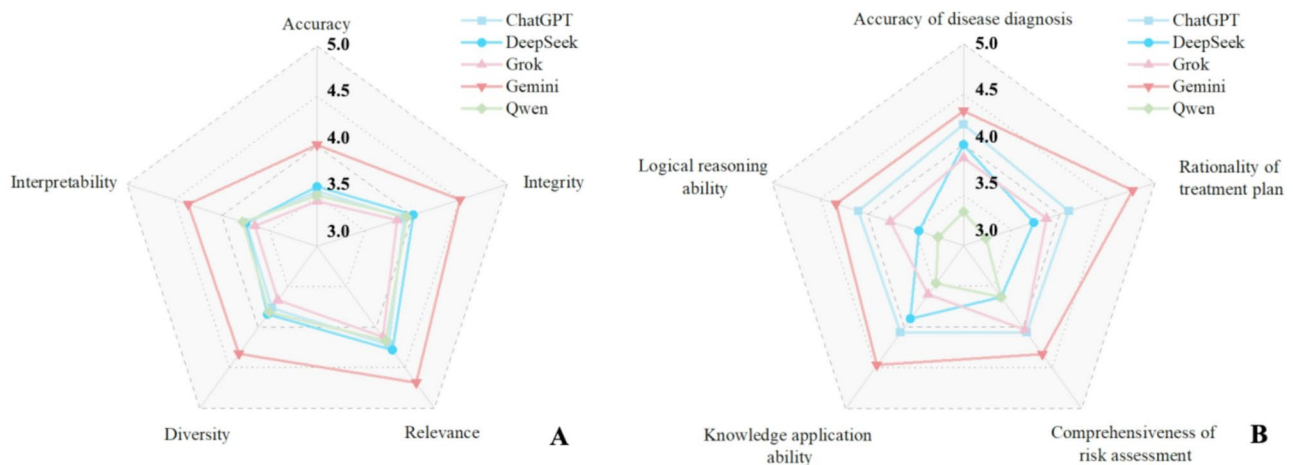 Accuracy
5.0
4.5
4.0
3.5
3.0
Integrity
Relevance
Diversity
Interpretability
ChatGPT
DeepSeek
Grok
Gemini
Qwen
A
Accuracy of disease diagnosis
5.0
4.5
4.0
3.5
3.0
Rationality of
treatment plan
Comprehensiveness of
risk assessment
Knowledge application
ability
Logical reasoning
ability
ChatGPT
DeepSeek
Grok
Gemini
Qwen
B